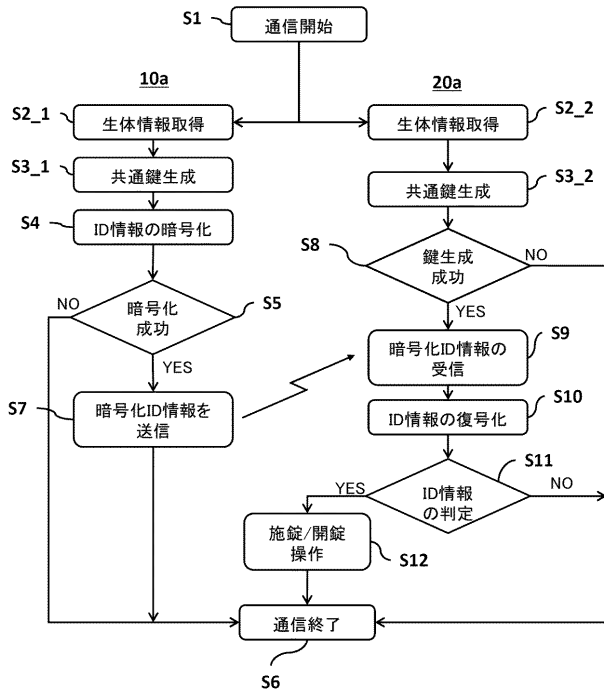 S1
通信開始
10a
20a
S2_1
生体情報取得
生体情報取得
S2_2
S3_1
共通鍵生成
共通鍵生成
S3_2
S4
ID情報の暗号化
S8
鍵生成
成功
NO
YES
NO
暗号化
成功
S5
YES
S9
暗号化ID情報の
受信
S7
暗号化ID情報を
送信
S10
ID情報の復号化
S11
YES
ID情報
の判定
NO
施錠/開錠
操作
S12
通信終了
S6